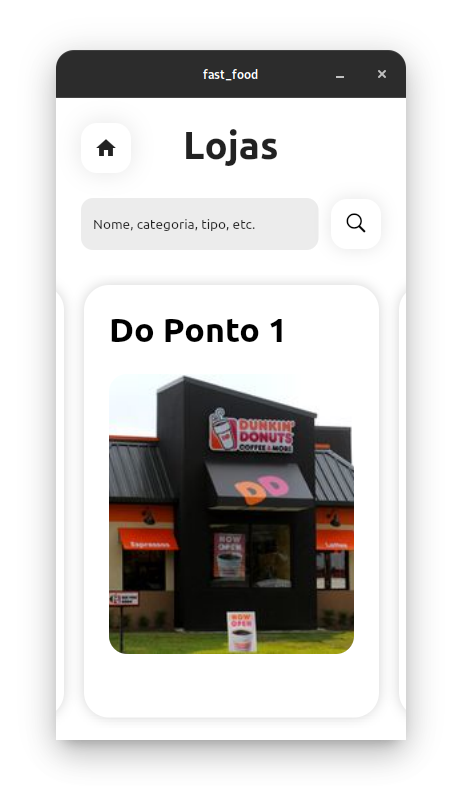 fast_food
Lojas
Nome, categoria, tipo, etc.
Do Ponto 1
DUNKIN'
DONUTS
COFFEE & MORE
DD
Espressos
Lattes
NOW
OPEN
NOW
OPEN